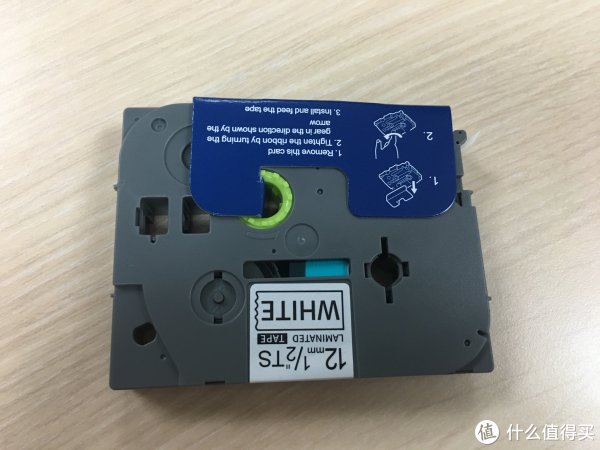 12mm 1/2"TS
LAMINATED TAPE
WHITE
1.
2.
1. Remove this card
2. Tighten the ribbon by turning the
gear in the direction shown by the
arrow
3. Install and feed the tape
值 什么值得买